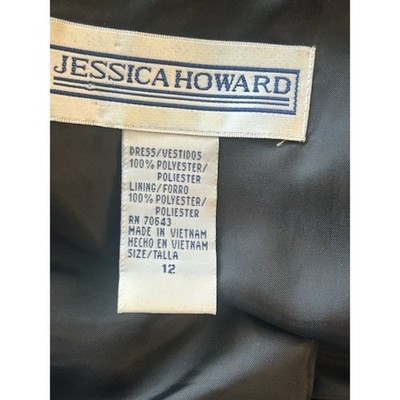 JESSICA HOWARD
DRESS/VESTIDOS
100% POLYESTER/
POLIESTER
LINING/FORRO
100% POLYESTER/
POLIESTER
RN 70643
MADE IN VIETNAM
HECHO EN VIETNAM
SIZE/TALLA
12